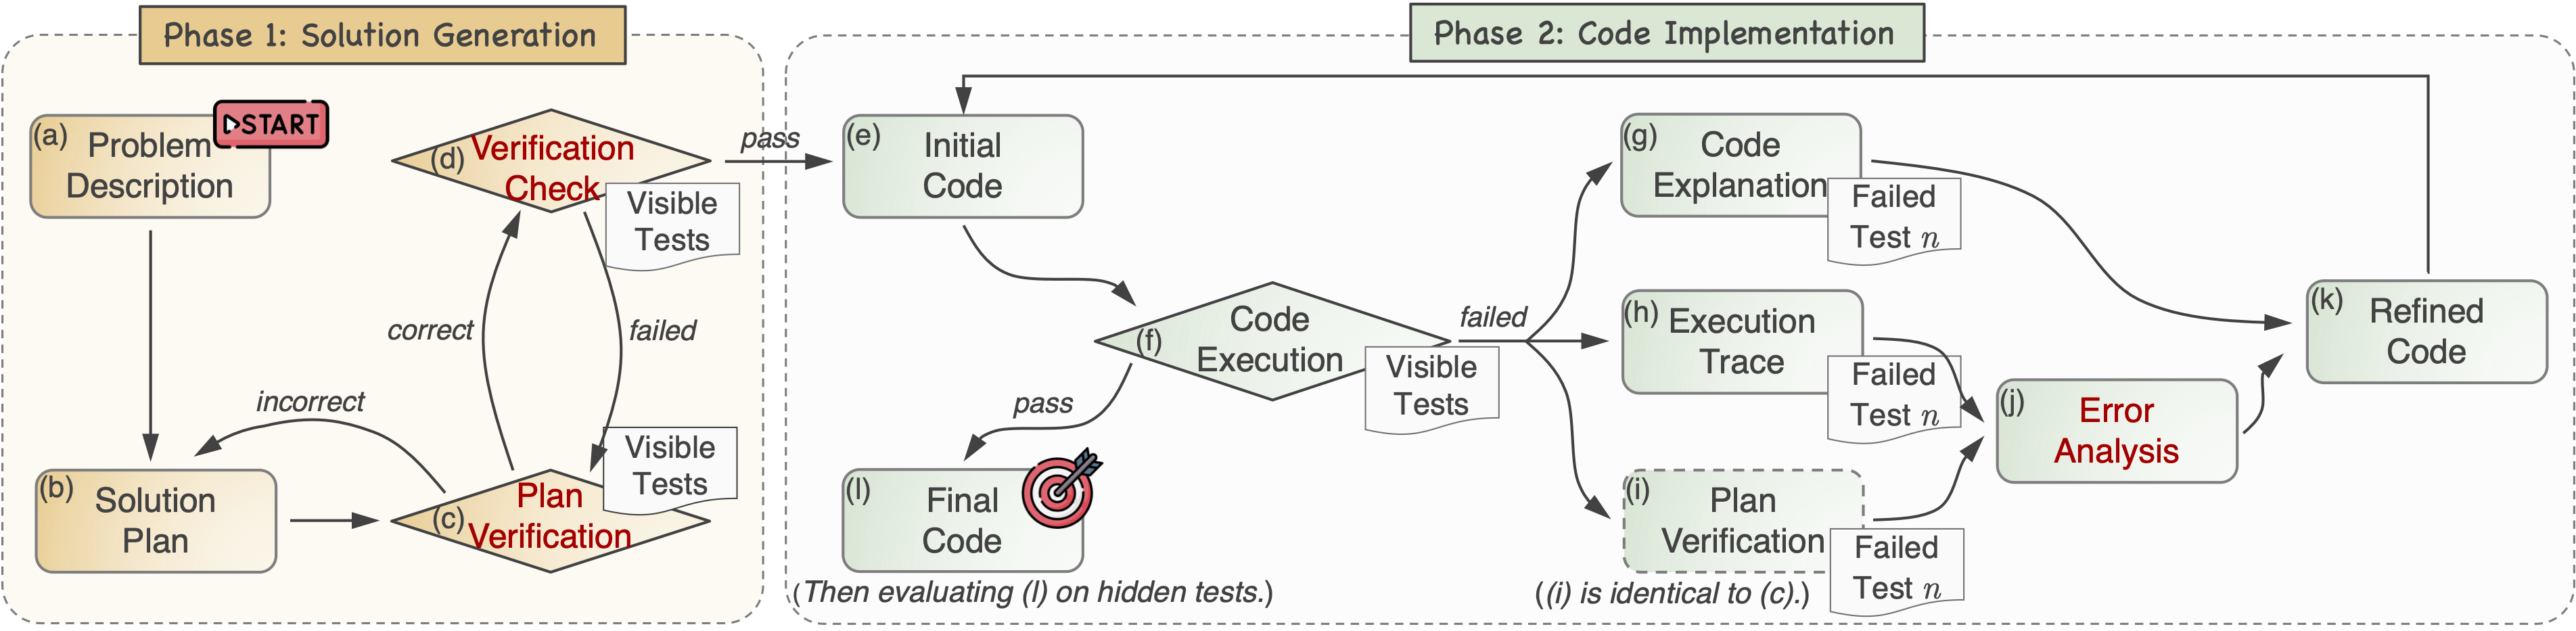 Phase 1: Solution Generation
(a) Problem
Description
START
(d) Verification
Check
Visible
Tests
pass
correct
failed
incorrect
(b) Solution
Plan
(c) Plan
Verification
Visible
Tests
Phase 2: Code Implementation
(e) Initial
Code
(f) Code
Execution
Visible
Tests
pass
failed
(l) Final
Code
(Then evaluating (l) on hidden tests.)
(g) Code
Explanation
Failed
Test n
(h) Execution
Trace
Failed
Test n
(i) Plan
Verification
Failed
Test n
((i) is identical to (c).)
(j) Error
Analysis
(k) Refined
Code